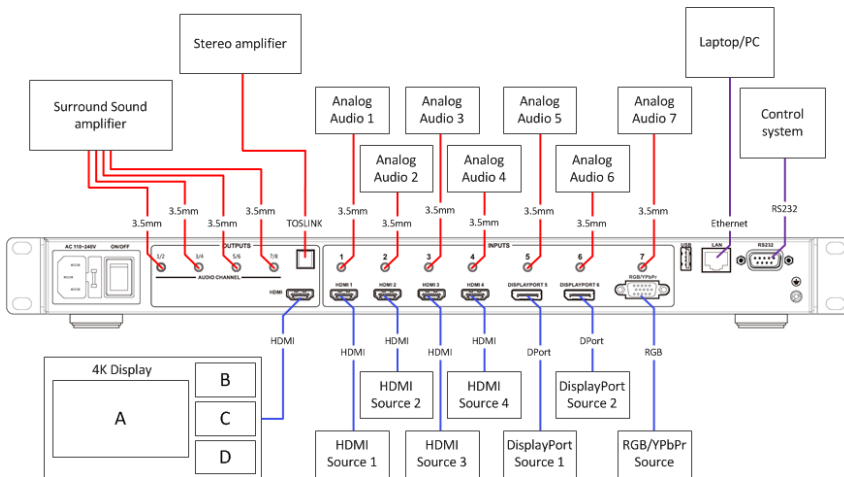 Stereo amplifier
Laptop/PC
Surround Sound
amplifier
Analog
Audio 1
Analog
Audio 3
Analog
Audio 5
Analog
Audio 7
Control
system
Analog
Audio 2
Analog
Audio 4
Analog
Audio 6
3.5mm
3.5mm
3.5mm
3.5mm
TOSLINK
3.5mm
3.5mm
3.5mm
3.5mm
3.5mm
3.5mm
3.5mm
Ethernet
RS232
AC 110~240V
ON/OFF
OUTPUTS
1/2
3/4
5/6
7/8
AUDIO CHANNEL
HDMI
INPUTS
1
2
3
4
5
6
7
USB
LAN
RS232
HDMI 1
HDMI 2
HDMI 3
HDMI 4
DISPLAYPORT 5
DISPLAYPORT 6
RGB/YPbPr
HDMI
HDMI
HDMI
HDMI
HDMI
DPort
DPort
RGB
4K Display
A
B
C
D
HDMI
Source 2
HDMI
Source 4
DisplayPort
Source 2
HDMI
Source 1
HDMI
Source 3
DisplayPort
Source 1
RGB/YPbPr
Source